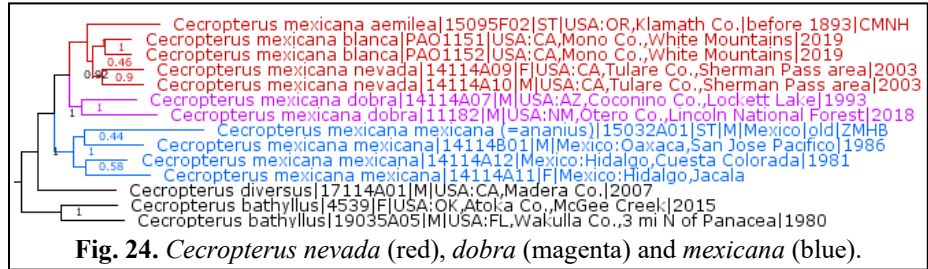 Cecropterus mexicana aemilea|15095F02|ST|USA:OR,Klamath Co.|before 1893|CMNH
Cecropterus mexicana blanca|PAO1151|USA:CA,Mono Co.,White Mountains|2019
1
Cecropterus mexicana blanca|PAO1152|USA:CA,Mono Co.,White Mountains|2019
0.46
Cecropterus mexicana nevada|14114A09|F|USA:CA,Tulare Co.,Sherman Pass area|2003
0.92
0.9
Cecropterus mexicana nevada|14114A10|M|USA:CA,Tulare Co.,Sherman Pass area|2003
Cecropterus mexicana dobra|14114A07|M|USA:AZ,Coconino Co.,Lockett Lake|1993
1
1
Cecropterus mexicana dobra|11182|M|USA:NM,Otero Co.,Lincoln National Forest|2018
Cecropterus mexicana mexicana (=ananius)|15032A01|ST|M|Mexico|old|ZMHB
0.44
Cecropterus mexicana mexicana|14114B01|M|Mexico:Oaxaca,San Jose Pacifico|1986
1
1
Cecropterus mexicana mexicana|14114A12|Mexico:Hidalgo,Cuesta Colorada|1981
0.58
Cecropterus mexicana mexicana|14114A11|F|Mexico:Hidalgo,Jacala
Cecropterus diversus|17114A01|M|USA:CA,Madera Co.|2007
Cecropterus bathyllus|4539|F|USA:OK,Atoka Co.,McGee Creek|2015
1
Cecropterus bathyllus|19035A05|M|USA:FL,Wakulla Co.,3 mi N of Panacea|1980
Fig. 24. Cecropterus nevada (red), dobra (magenta) and mexicana (blue).